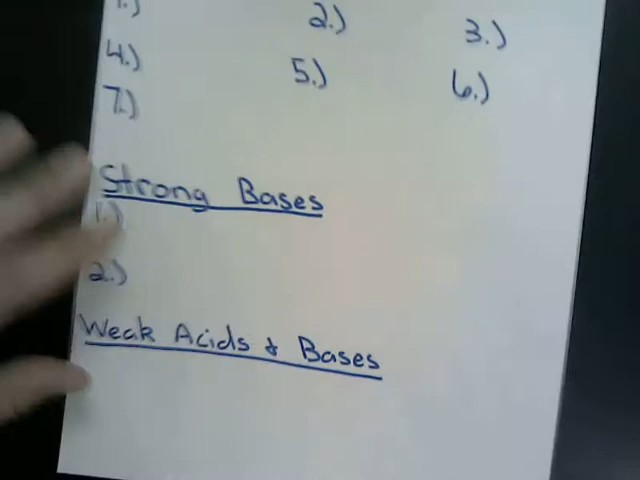 1.) 2.) 3.)
4.) 5.) 6.)
7.)
Strong Bases
1.)
2.)
Weak Acids & Bases